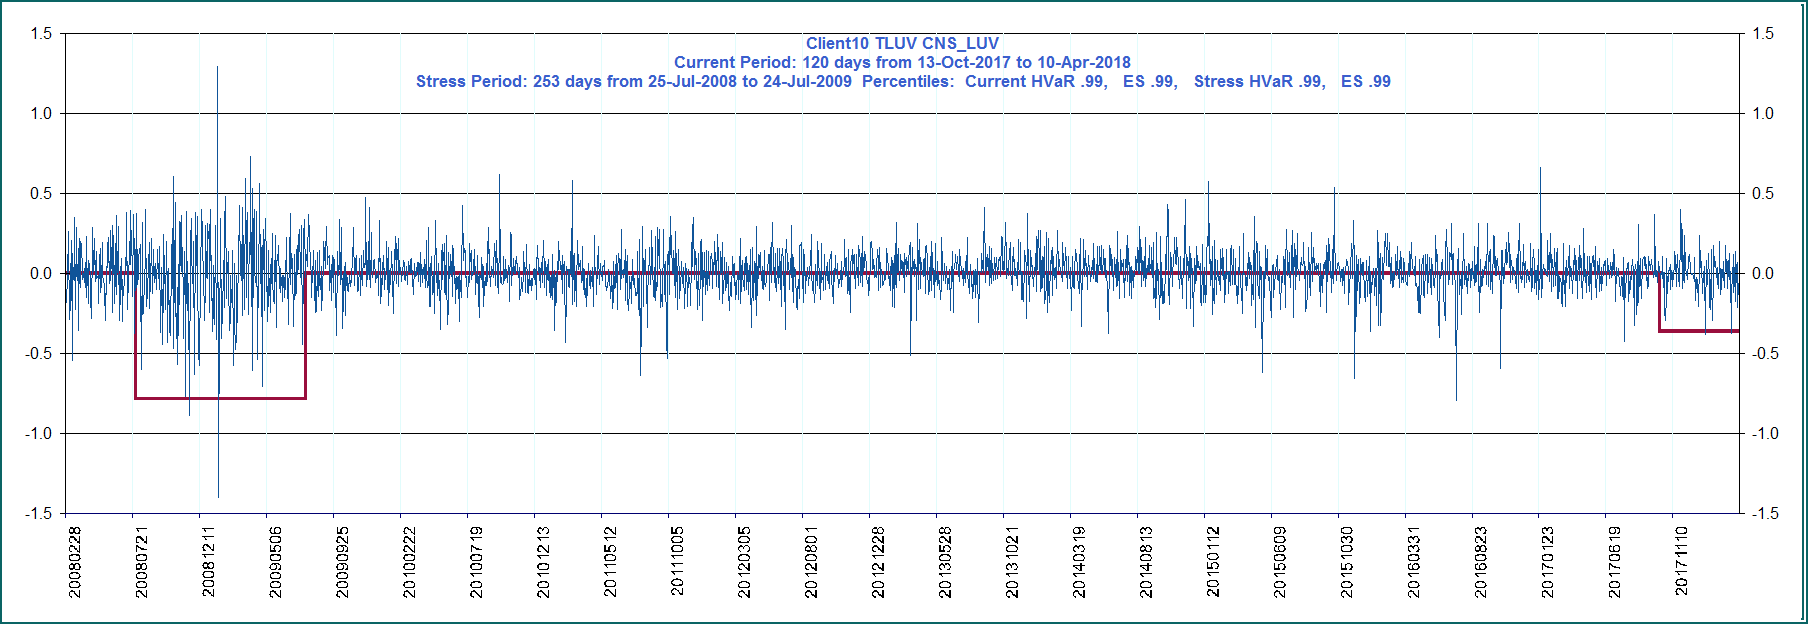 Client10 TLUV CNS_LUV
Current Period: 120 days from 13-Oct-2017 to 10-Apr-2018
Stress Period: 253 days from 25-Jul-2008 to 24-Jul-2009 Percentiles: Current HVaR .99, ES .99, Stress HVaR .99, ES .99
1.5 1.5
1.0 1.0
0.5 0.5
0.0 0.0
-0.5 -0.5
-1.0 -1.0
-1.5 -1.5
20080228 20080721 20081211 20090506 20090925 20100222 20100719 20101213 20110512 20111005 20120305 20120801 20121228 20130528 20131021 20140319 20140813 20150112 20150609 20151030 20160331 20160823 20170123 20170619 20171110